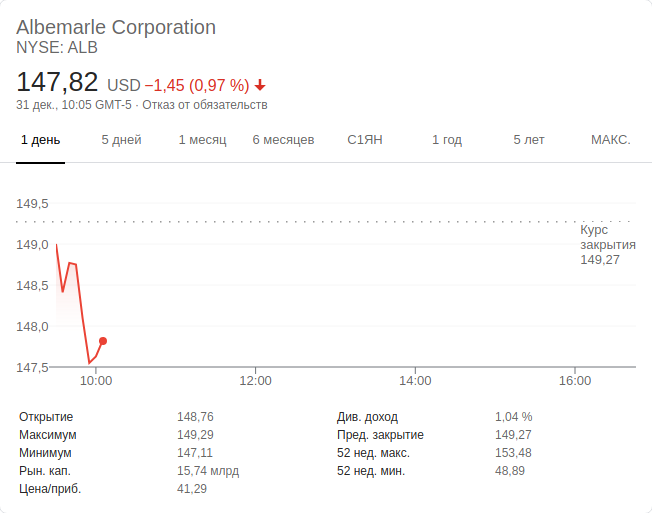 Albemarle Corporation
NYSE: ALB
147,82 USD −1,45 (0,97 %)
31 дек., 10:05 GMT-5 · Отказ от обязательств
1 день 5 дней 1 месяц 6 месяцев С1ЯН 1 год 5 лет МАКС.
149,5
149,0
148,5
148,0
147,5
Курс
закрытия
149,27
10:00 12:00 14:00 16:00
Открытие 148,76 Див. доход 1,04 %
Максимум 149,29 Пред. закрытие 149,27
Минимум 147,11 52 нед. макс. 153,48
Рын. кап. 15,74 млрд 52 нед. мин. 48,89
Цена/приб. 41,29